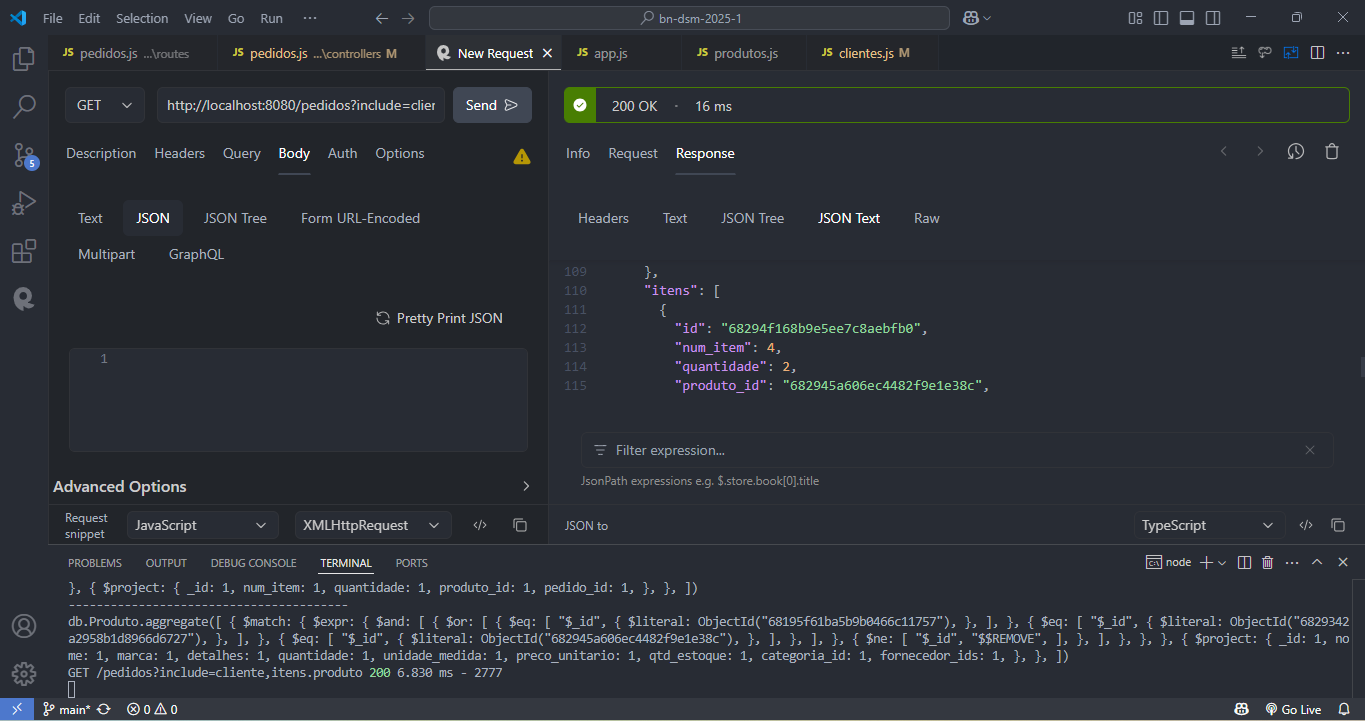 File Edit Selection View Go Run ··· bn-dsm-2025-1
JS pedidos.js ...\routes JS pedidos.js ...\controllers M New Request JS app.js JS produtos.js JS clientes.js M
GET http://localhost:8080/pedidos?include=clier Send 200 OK · 16 ms
Description Headers Query Body Auth Options Info Request Response
Text JSON JSON Tree Form URL-Encoded Headers Text JSON Tree JSON Text Raw
Multipart GraphQL
109 },
110 "itens": [
111 {
Pretty Print JSON
112 "id": "68294f168b9e5ee7c8aebfb0",
113 "num_item": 4,
1
114 "quantidade": 2,
115 "produto_id": "682945a606ec4482f9e1e38c",
Filter expression...
JsonPath expressions e.g. $.store.book[0].title
Advanced Options
Request snippet JavaScript XMLHttpRequest JSON to TypeScript
5
PROBLEMS OUTPUT DEBUG CONSOLE TERMINAL PORTS node
}, { $project: { _id: 1, num_item: 1, quantidade: 1, produto_id: 1, pedido_id: 1, }, }, ])
----------------------------------------
db.Produto.aggregate([ { $match: { $expr: { $and: [ { $or: [ { $eq: [ "$_id", { $literal: ObjectId("68195f61ba5b9b0466c11757"), }, ], }, { $eq: [ "$_id", { $literal: ObjectId("6829342
a2958b1d8966d6727"), }, ], }, { $eq: [ "$_id", { $literal: ObjectId("682945a606ec4482f9e1e38c"), }, ], }, ], }, { $ne: [ "$_id", "$$REMOVE", ], }, ], }, }, }, { $project: { _id: 1, no
me: 1, marca: 1, detalhes: 1, quantidade: 1, unidade_medida: 1, preco_unitario: 1, qtd_estoque: 1, categoria_id: 1, fornecedor_ids: 1, }, }, ])
GET /pedidos?include=cliente,itens.produto 200 6.830 ms - 2777
main* 0 0 Go Live